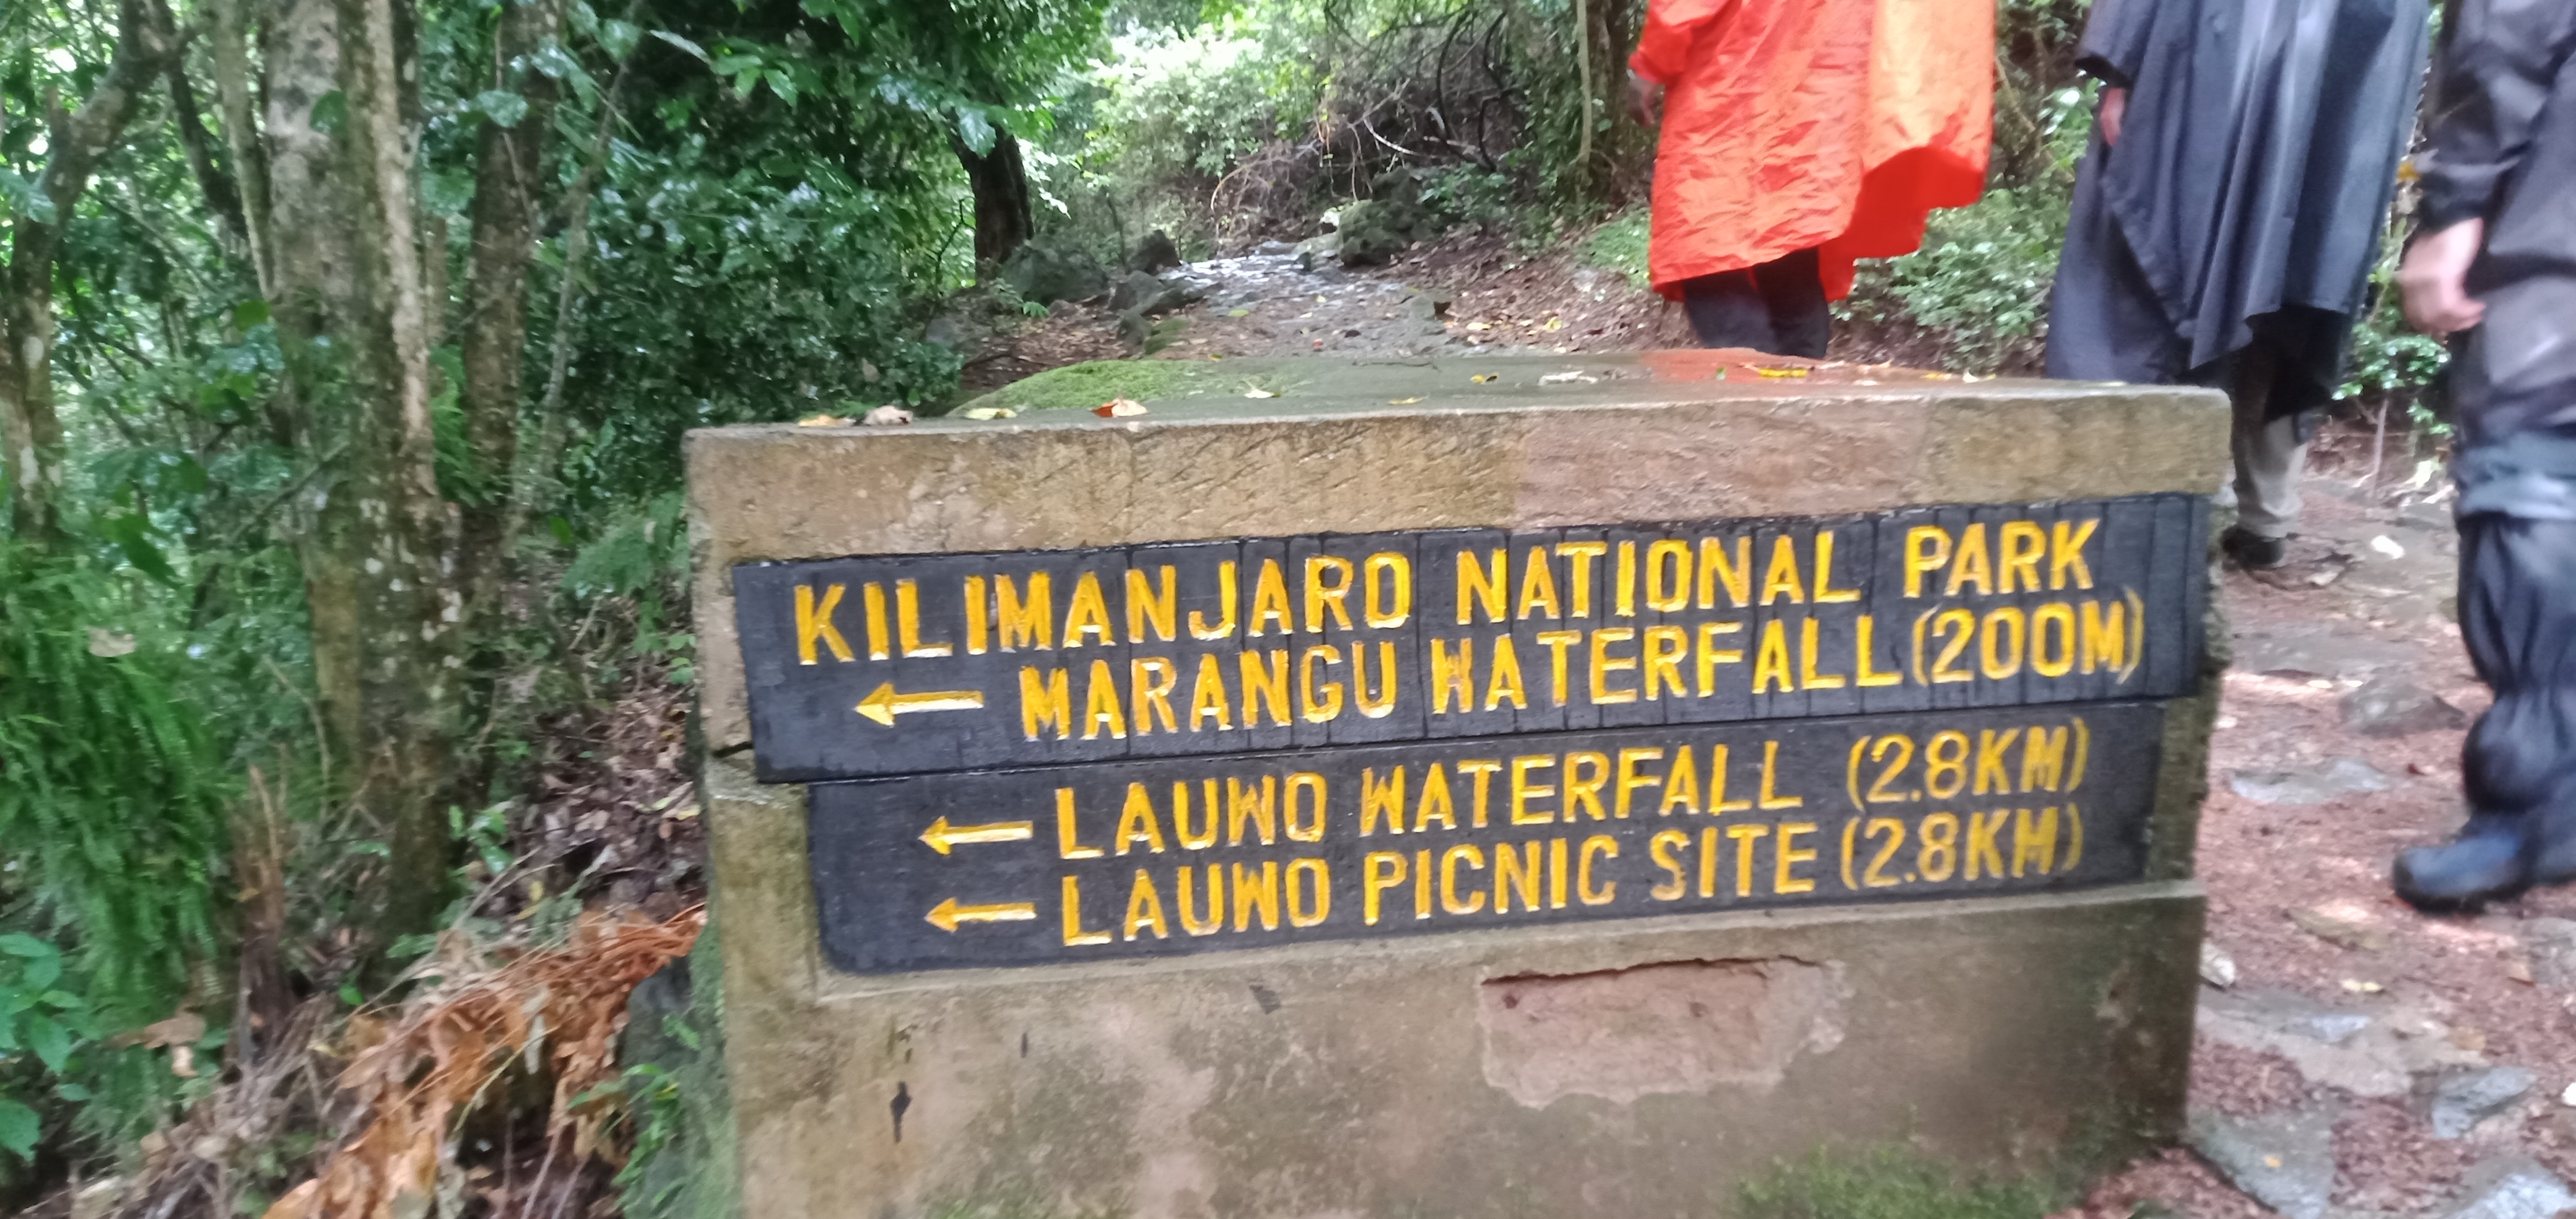 KILIMANJARO NATIONAL PARK
← MARANGU WATERFALL (200M)
← LAUWO WATERFALL (2.8KM)
← LAUWO PICNIC SITE (2.8KM)